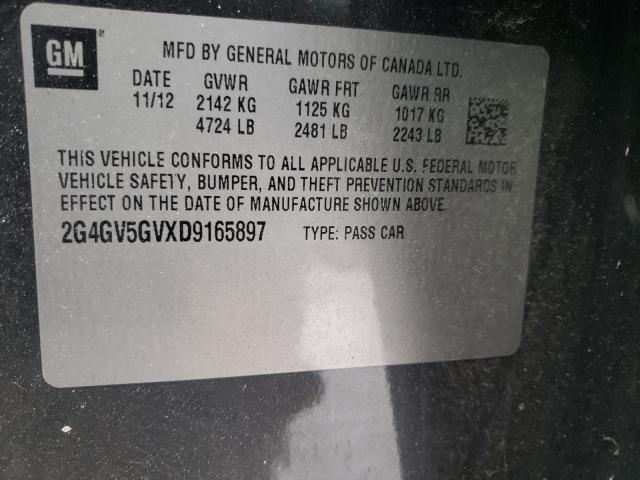 GM
®
MFD BY GENERAL MOTORS OF CANADA LTD.
DATE GVWR GAWR FRT GAWR RR
11/12 2142 KG 1125 KG 1017 KG
4724 LB 2481 LB 2243 LB
THIS VEHICLE CONFORMS TO ALL APPLICABLE U.S. FEDERAL MOTOR
VEHICLE SAFETY, BUMPER, AND THEFT PREVENTION STANDARDS IN
EFFECT ON THE DATE OF MANUFACTURE SHOWN ABOVE.
2G4GV5GVXD9165897 TYPE: PASS CAR